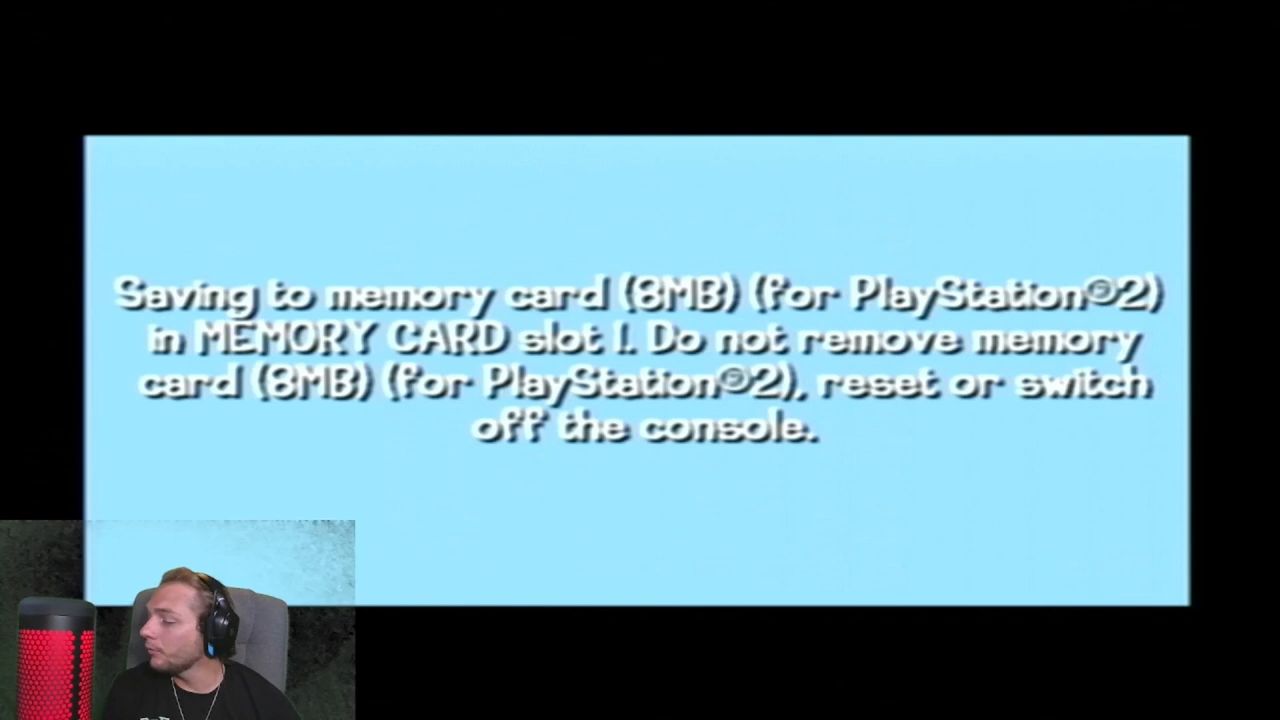 Saving to memory card (8MB) (for PlayStation®2)
in MEMORY CARD slot 1. Do not remove memory
card (8MB) (for PlayStation®2), reset or switch
off the console.